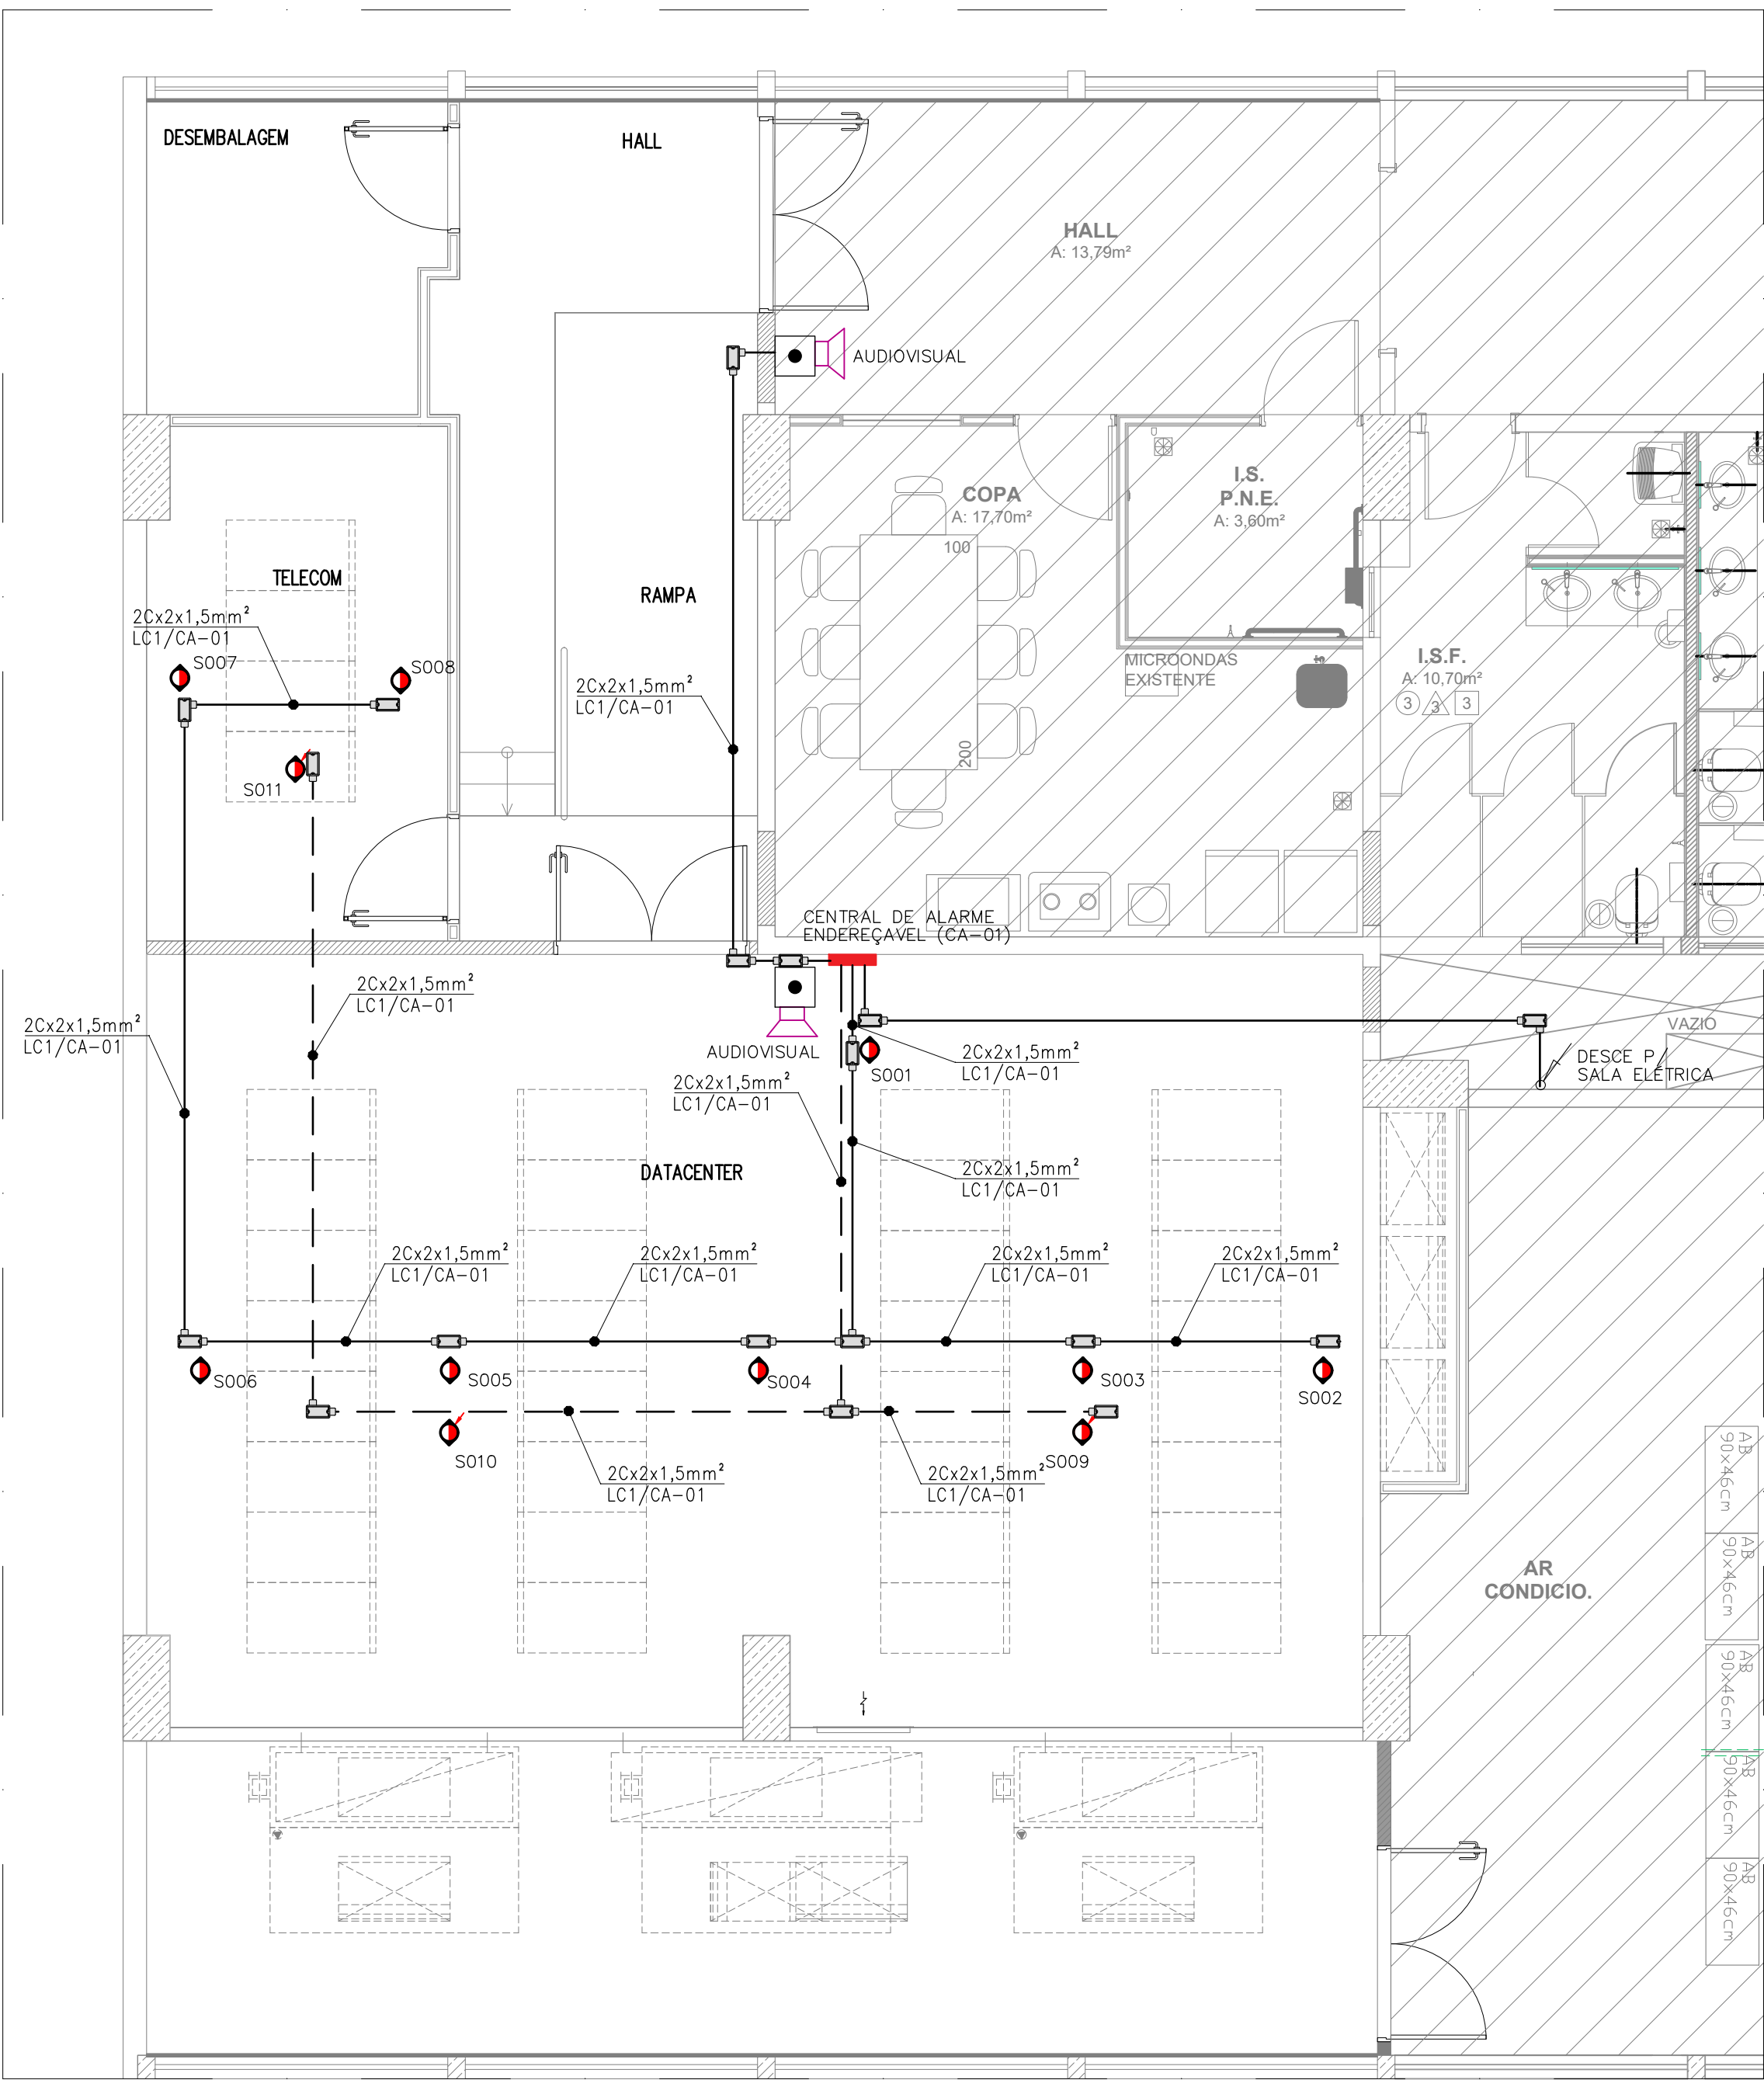 DESEMBALAGEM
HALL
HALL
A: 13,79m²
AUDIOVISUAL
COPA
A: 17,70m²
100
200
I.S.
P.N.E.
A: 3,60m²
MICROONDAS
EXISTENTE
I.S.F.
A: 10,70m²
3
3
3
TELECOM
RAMPA
2Cx2x1,5mm²
LC1/CA-01
S007
S008
2Cx2x1,5mm²
LC1/CA-01
S011
CENTRAL DE ALARME
ENDEREÇAVEL (CA-01)
2Cx2x1,5mm²
LC1/CA-01
2Cx2x1,5mm²
LC1/CA-01
AUDIOVISUAL
S001
2Cx2x1,5mm²
LC1/CA-01
2Cx2x1,5mm²
LC1/CA-01
VAZIO
DESCE P/
SALA ELÉTRICA
DATACENTER
2Cx2x1,5mm²
LC1/CA-01
2Cx2x1,5mm²
LC1/CA-01
2Cx2x1,5mm²
LC1/CA-01
2Cx2x1,5mm²
LC1/CA-01
2Cx2x1,5mm²
LC1/CA-01
S006
S005
S004
S003
S002
S010
S009
2Cx2x1,5mm²
LC1/CA-01
2Cx2x1,5mm²
LC1/CA-01
AR
CONDICIO.
AB
90x46cm
AB
90x46cm
AB
90x46cm
AB
90x46cm
AB
90x46cm